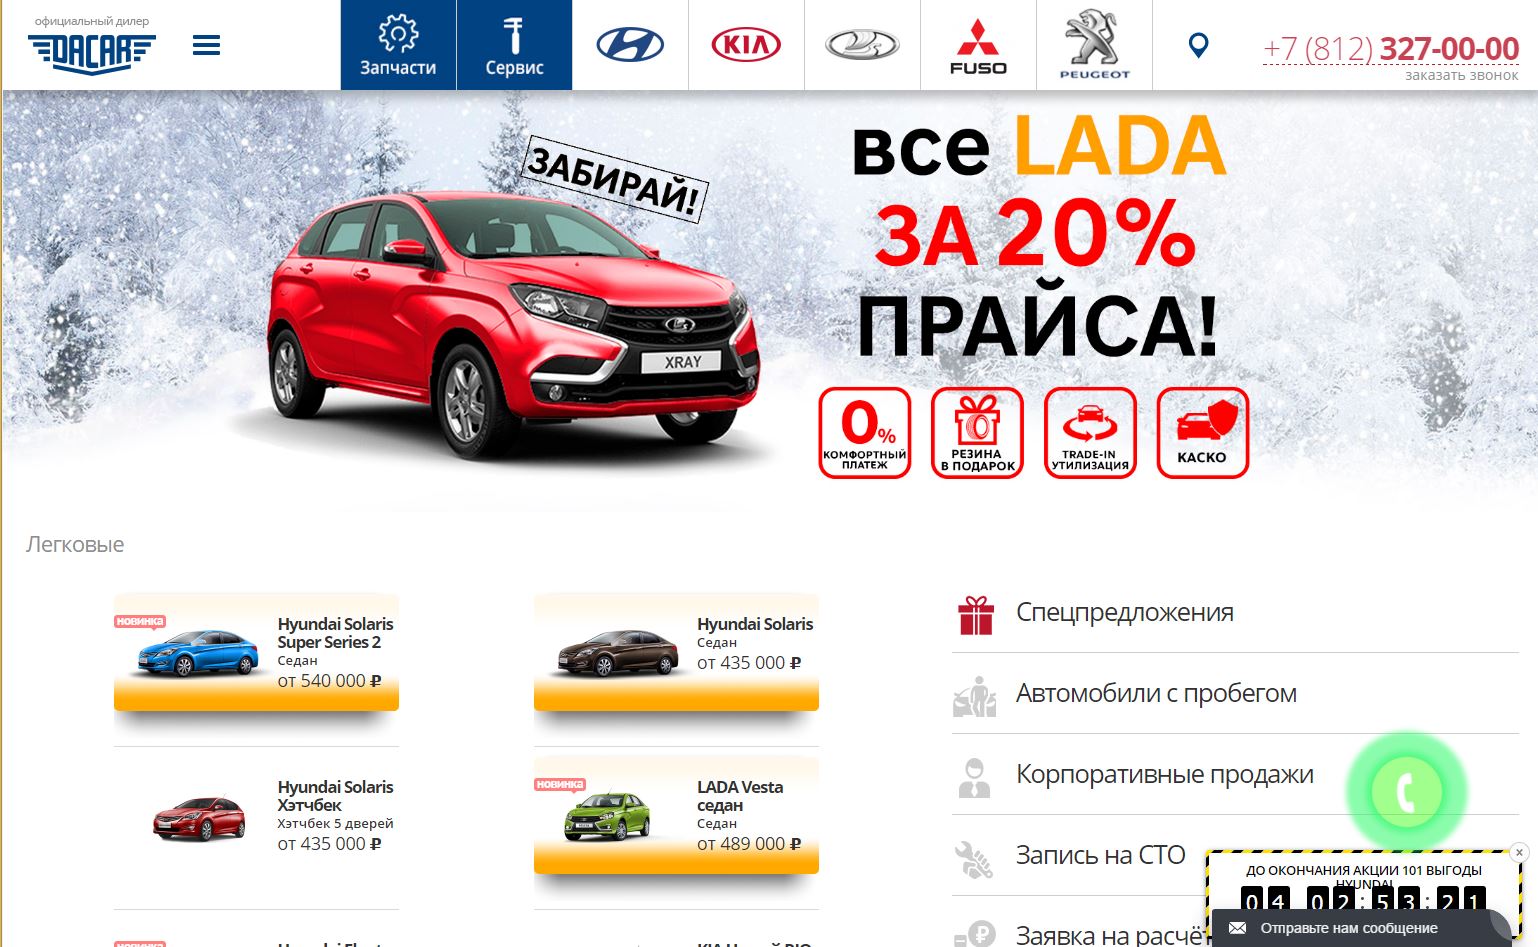 официальный дилер
DACAR
Запчасти
Сервис
KIA
FUSO
PEUGEOT
+7 (812) 327-00-00
заказать звонок
ЗАБИРАЙ!
все LADA
ЗА 20%
ПРАЙСА!
XRAY
0%
КОМФОРТНЫЙ
ПЛАТЕЖ
РЕЗИНА
В ПОДАРОК
TRADE-IN
УТИЛИЗАЦИЯ
КАСКО
Легковые
новинка
Hyundai Solaris
Super Series 2
Седан
от 540 000 ₽
Hyundai Solaris
Седан
от 435 000 ₽
Hyundai Solaris
Хэтчбек
Хэтчбек 5 дверей
от 435 000 ₽
новинка
LADA Vesta
седан
Седан
от 489 000 ₽
Спецпредложения
Автомобили с пробегом
Корпоративные продажи
Запись на СТО
Заявка на расчёт
ДО ОКОНЧАНИЯ АКЦИИ 101 ВЫГОДЫ
HYUNDAI
04 02:53:21
Отправьте нам сообщение